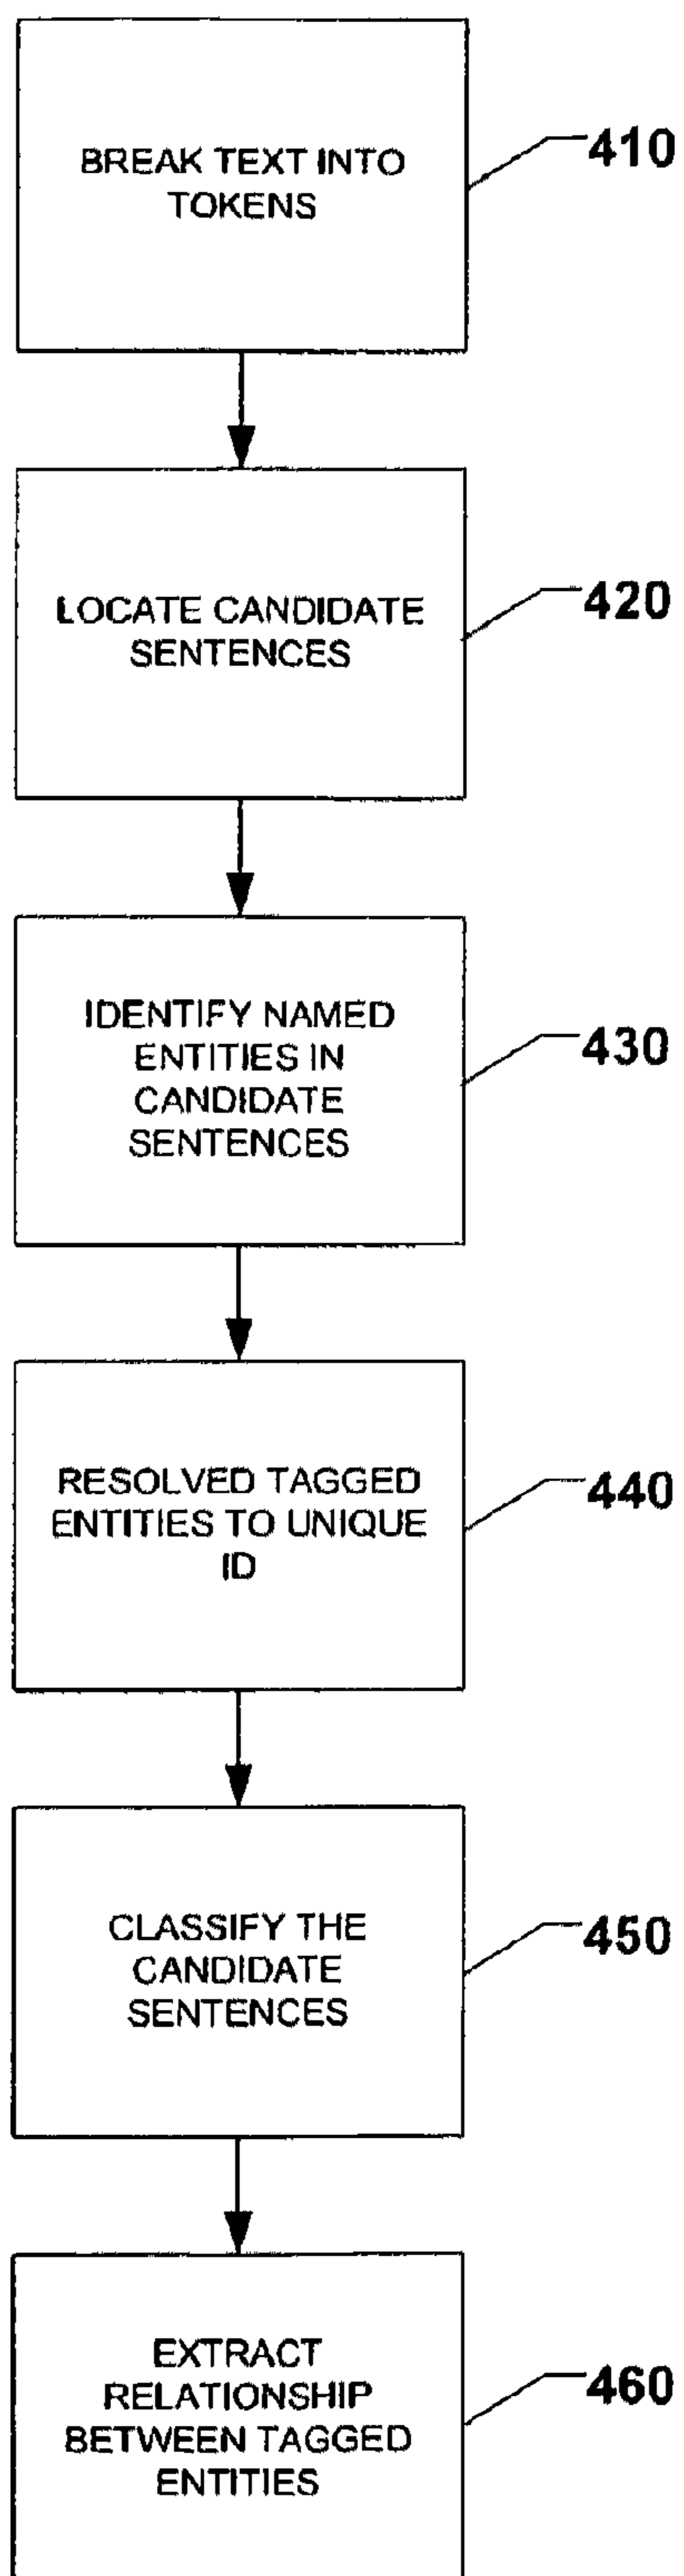 BREAK TEXT INTO
TOKENS
410
LOCATE CANDIDATE
SENTENCES
420
IDENTIFY NAMED
ENTITIES IN
CANDIDATE
SENTENCES
430
RESOLVED TAGGED
ENTITIES TO UNIQUE
ID
440
CLASSIFY THE
CANDIDATE
SENTENCES
450
EXTRACT
RELATIONSHIP
BETWEEN TAGGED
ENTITIES
460